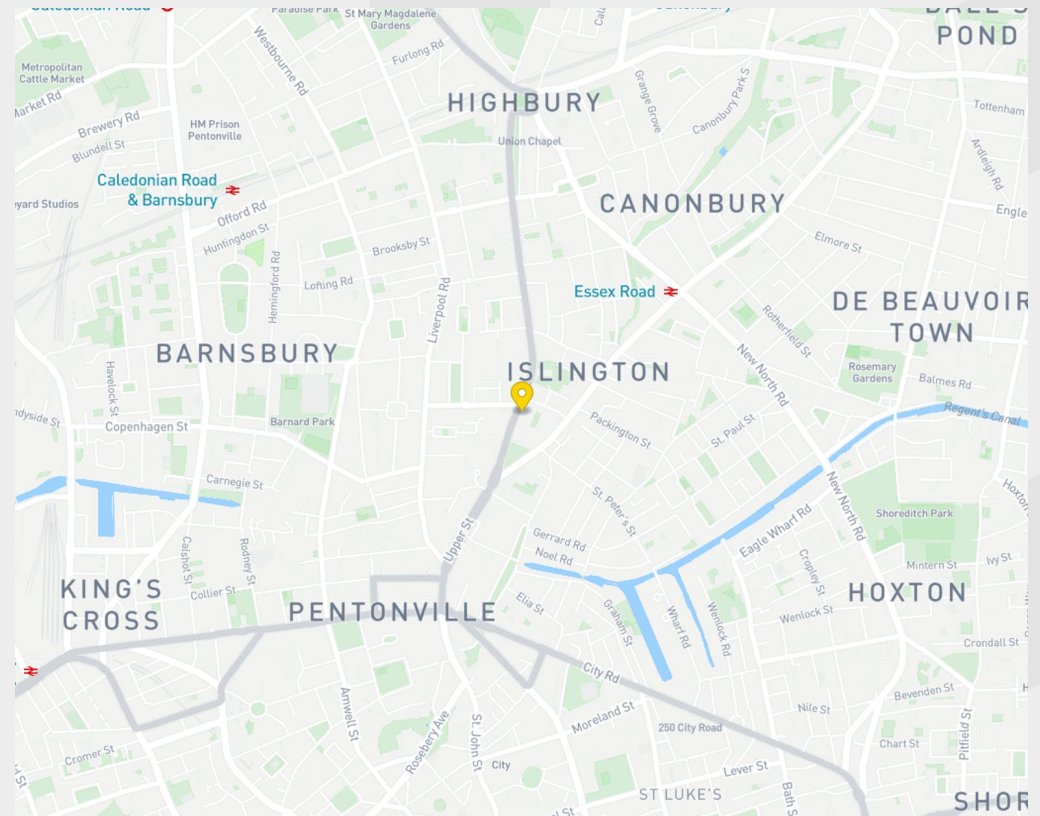 Caledonian Road
Paradise Park
St Mary Magdalene
Gardens
Canonbury
POND
Westbourne Rd
Furlong Rd
Metropolitan
Cattle Market
Market Rd
HIGHBURY
Grange Grove
Canonbury Park S
Tottenham
Brewery Rd
HM Prison
Pentonville
Blundell St
Union Chapel
Ardleigh Rd
Caledonian Road
& Barnsbury
yard Studios
Offord Rd
CANONBURY
Engle
Huntingdon St
Brooksby St
Elmore St
Hemingford Rd
Lofting Rd
Liverpool Rd
Essex Road
DE BEAUVOIR
TOWN
Rotherfield St
BARNSBURY
ISLINGTON
New North Rd
Rosemary
Gardens
Balmes Rd
Havelock St
ndyside St
Copenhagen St
Barnard Park
Packington St
St. Paul St
Regent's Canal
Carnegie St
St. Peter's St
New North Rd
Shoreditch Park
Hoxton
Upper St
Gerrard Rd
Noel Rd
Eagle Wharf Rd
Calshot St
Rodney St
Cropley St
Mintern St
Ivy St
KING'S
CROSS
Collier St
PENTONVILLE
Elia St
Graham St
Wharf Rd
Wenlock Rd
Wenlock St
HOXTON
Crondall St
City Rd
Amwell St
Rosebery Ave
St. John St
Moreland St
250 City Road
Nile St
Bevenden St
Pitfield St
Cromer St
City
Chart St
Lever St
Bath S
ST LUKE'S
SHOR